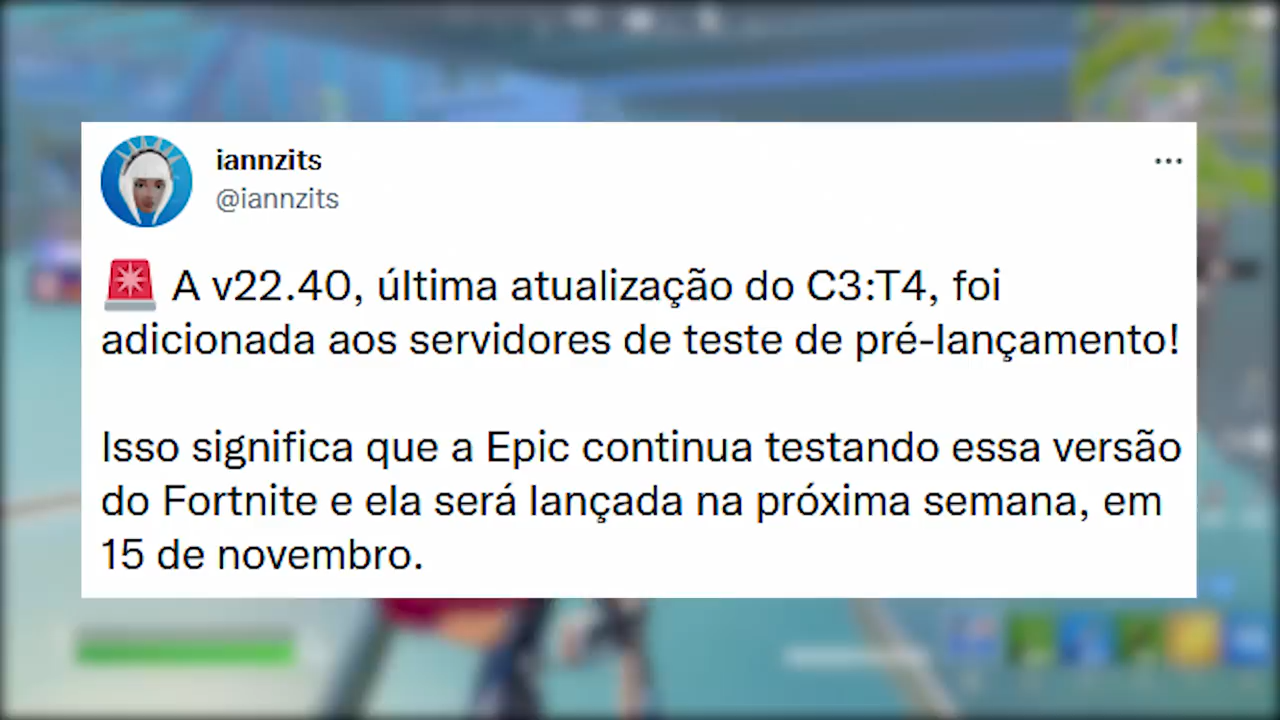 iannzits
@iannzits
🚨 A v22.40, última atualização do C3:T4, foi
adicionada aos servidores de teste de pré-lançamento!
Isso significa que a Epic continua testando essa versão
do Fortnite e ela será lançada na próxima semana, em
15 de novembro.